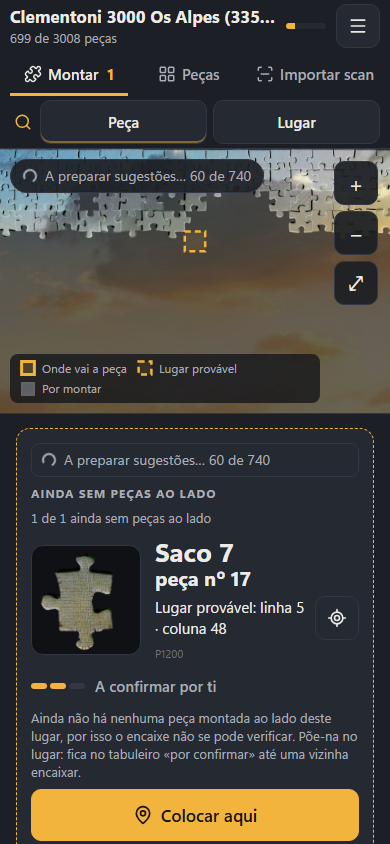 Clementoni 3000 Os Alpes (335...
699 de 3008 peças
Montar 1
Peças
Importar scan
Peça
Lugar
A preparar sugestões... 60 de 740
+
−
Onde vai a peça
Lugar provável
Por montar
A preparar sugestões... 60 de 740
AINDA SEM PEÇAS AO LADO
1 de 1 ainda sem peças ao lado
Saco 7
peça nº 17
Lugar provável: linha 5
· coluna 48
P1200
A confirmar por ti
Ainda não há nenhuma peça montada ao lado deste
lugar, por isso o encaixe não se pode verificar. Põe-na no
lugar: fica no tabuleiro «por confirmar» até uma vizinha
encaixar.
Colocar aqui